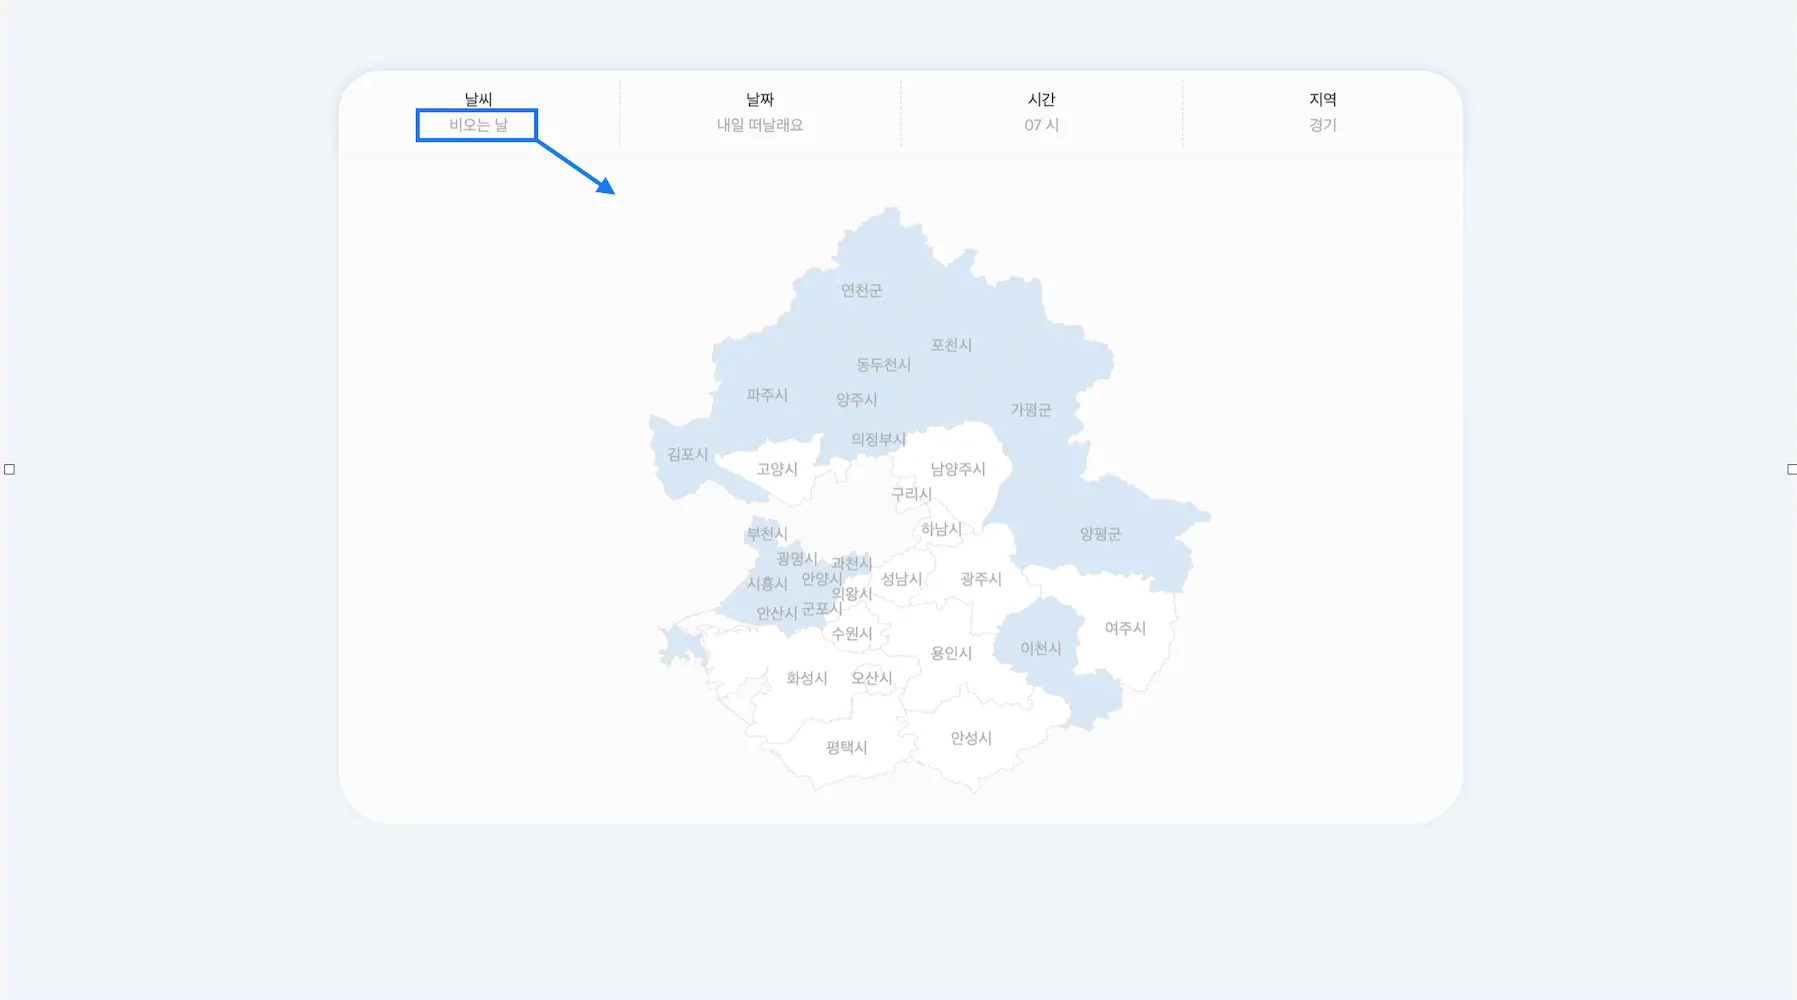 날씨
비오는 날
날짜
내일 떠날래요
시간
07 시
지역
경기
연천군
포천시
동두천시
파주시
양주시
가평군
의정부시
김포시
고양시
남양주시
구리시
하남시
양평군
부천시
광명시
과천시
시흥시
안양시
성남시
광주시
의왕시
안산시
군포시
수원시
여주시
이천시
용인시
화성시
오산시
안성시
평택시